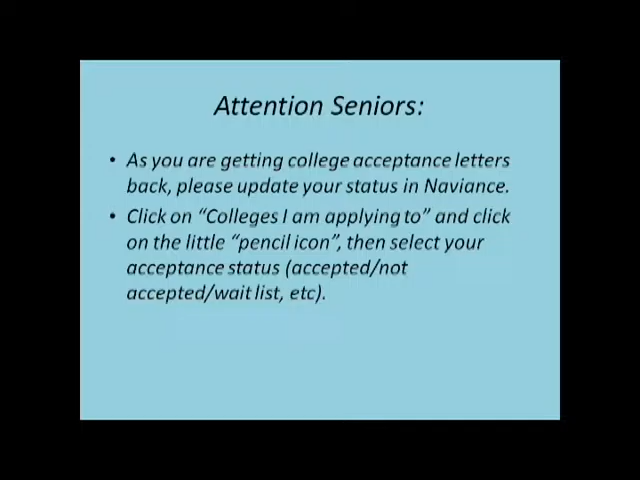 Attention Seniors:
• As you are getting college acceptance letters
back, please update your status in Naviance.
• Click on “Colleges I am applying to” and click
on the little “pencil icon”, then select your
acceptance status (accepted/not
accepted/wait list, etc).